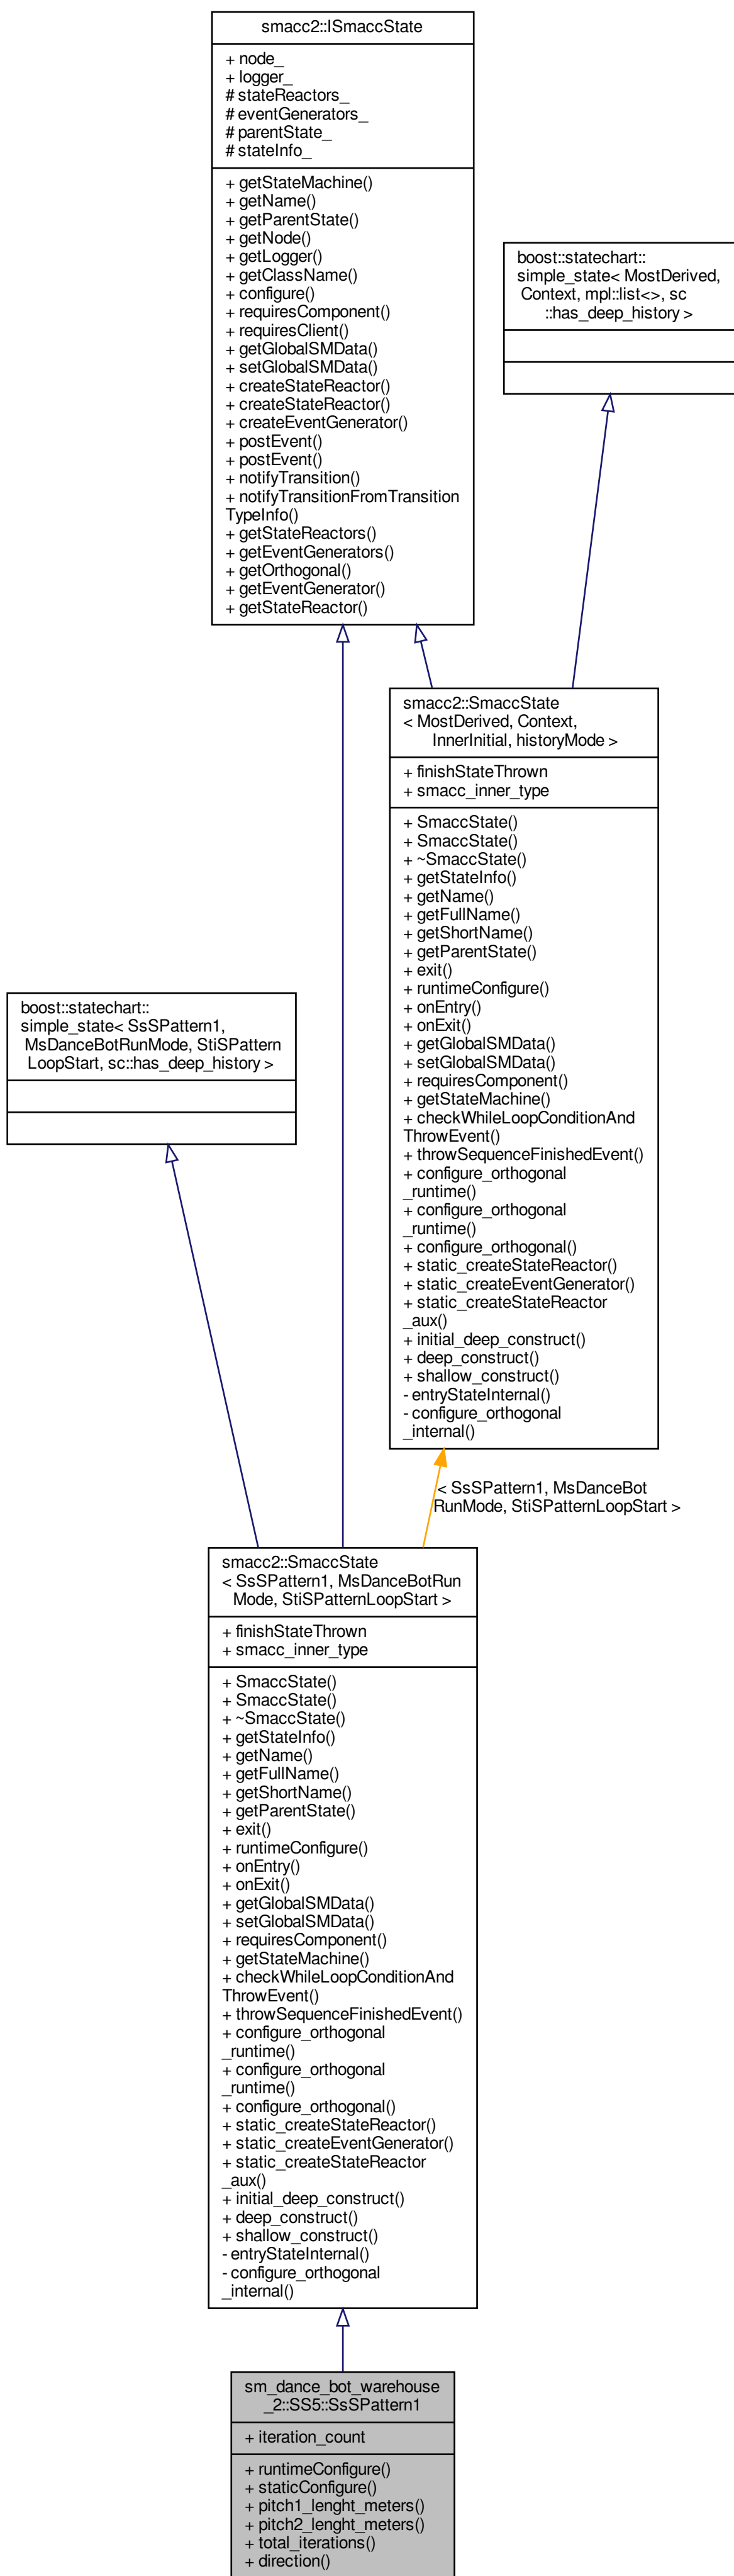 smacc2::ISmaccState
+ node_
+ logger_
# stateReactors_
# eventGenerators_
# parentState_
# stateInfo_
+ getStateMachine()
+ getName()
+ getParentState()
+ getNode()
+ getLogger()
+ getClassName()
+ configure()
+ requiresComponent()
+ requiresClient()
+ getGlobalSMData()
+ setGlobalSMData()
+ createStateReactor()
+ createStateReactor()
+ createEventGenerator()
+ postEvent()
+ postEvent()
+ notifyTransition()
+ notifyTransitionFromTransition
TypeInfo()
+ getStateReactors()
+ getEventGenerators()
+ getOrthogonal()
+ getEventGenerator()
+ getStateReactor()
boost::statechart::
simple_state< MostDerived,
Context, mpl::list<>, sc
::has_deep_history >
smacc2::SmaccState
< MostDerived, Context,
InnerInitial, historyMode >
+ finishStateThrown
+ smacc_inner_type
+ SmaccState()
+ SmaccState()
+ ~SmaccState()
+ getStateInfo()
+ getName()
+ getFullName()
+ getShortName()
+ getParentState()
+ exit()
+ runtimeConfigure()
+ onEntry()
+ onExit()
+ getGlobalSMData()
+ setGlobalSMData()
+ requiresComponent()
+ getStateMachine()
+ checkWhileLoopConditionAnd
ThrowEvent()
+ throwSequenceFinishedEvent()
+ configure_orthogonal
_runtime()
+ configure_orthogonal
_runtime()
+ configure_orthogonal()
+ static_createStateReactor()
+ static_createEventGenerator()
+ static_createStateReactor
_aux()
+ initial_deep_construct()
+ deep_construct()
+ shallow_construct()
- entryStateInternal()
- configure_orthogonal
_internal()
boost::statechart::
simple_state< SsSPattern1,
MsDanceBotRunMode, StiSPattern
LoopStart, sc::has_deep_history >
< SsSPattern1, MsDanceBot
RunMode, StiSPatternLoopStart >
smacc2::SmaccState
< SsSPattern1, MsDanceBotRun
Mode, StiSPatternLoopStart >
+ finishStateThrown
+ smacc_inner_type
+ SmaccState()
+ SmaccState()
+ ~SmaccState()
+ getStateInfo()
+ getName()
+ getFullName()
+ getShortName()
+ getParentState()
+ exit()
+ runtimeConfigure()
+ onEntry()
+ onExit()
+ getGlobalSMData()
+ setGlobalSMData()
+ requiresComponent()
+ getStateMachine()
+ checkWhileLoopConditionAnd
ThrowEvent()
+ throwSequenceFinishedEvent()
+ configure_orthogonal
_runtime()
+ configure_orthogonal
_runtime()
+ configure_orthogonal()
+ static_createStateReactor()
+ static_createEventGenerator()
+ static_createStateReactor
_aux()
+ initial_deep_construct()
+ deep_construct()
+ shallow_construct()
- entryStateInternal()
- configure_orthogonal
_internal()
sm_dance_bot_warehouse
_2::SS5::SsSPattern1
+ iteration_count
+ runtimeConfigure()
+ staticConfigure()
+ pitch1_lenght_meters()
+ pitch2_lenght_meters()
+ total_iterations()
+ direction()